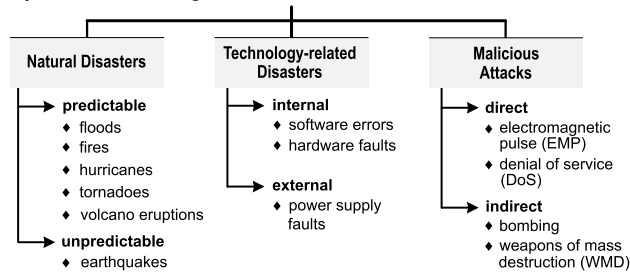 Natural Disasters
predictable
♦ floods
♦ fires
♦ hurricanes
♦ tornadoes
♦ volcano eruptions
unpredictable
♦ earthquakes
Technology-related
Disasters
internal
♦ software errors
♦ hardware faults
external
♦ power supply
faults
Malicious
Attacks
direct
♦ electromagnetic
pulse (EMP)
♦ denial of service
(DoS)
indirect
♦ bombing
♦ weapons of mass
destruction (WMD)